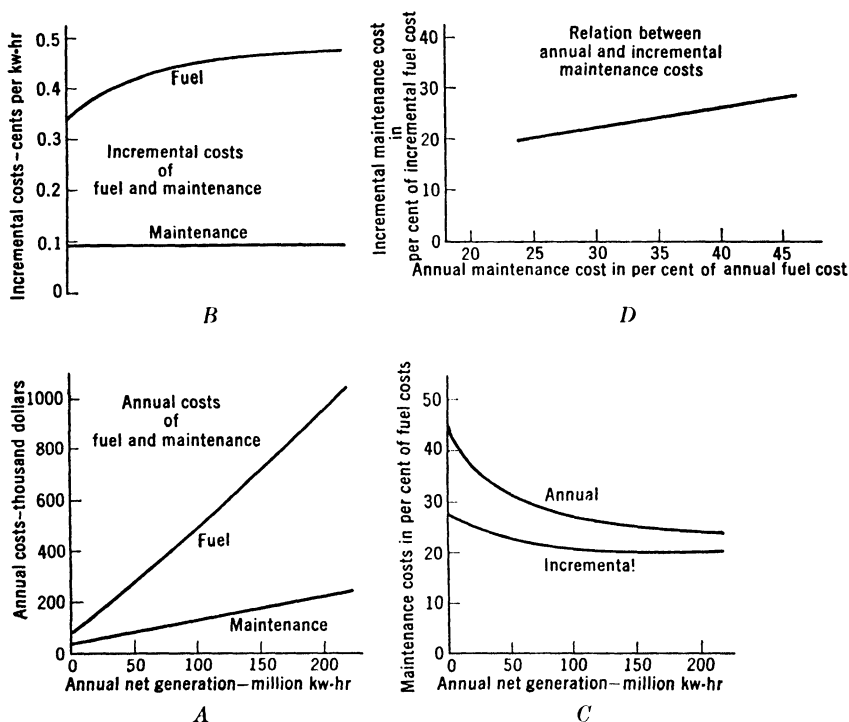 Incremental costs–cents per kw-hr
0.5
0.4
0.3
0.2
0.1
0
Fuel
Incremental costs
of
fuel and maintenance
Maintenance
B
Incremental maintenance cost
in
per cent of incremental fuel cost
40
30
20
10
0
Relation between
annual and incremental
maintenance costs
20 25 30 35 40 45
Annual maintenance cost in per cent of annual fuel cost
D
Annual costs–thousand dollars
1000
800
600
400
200
0
Annual costs
of
fuel and maintenance
Fuel
Maintenance
0 50 100 150 200
Annual net generation–million kw-hr
A
Maintenance costs in per cent of fuel costs
50
40
30
20
10
0
Annual
Incremental
0 50 100 150 200
Annual net generation–million kw-hr
C